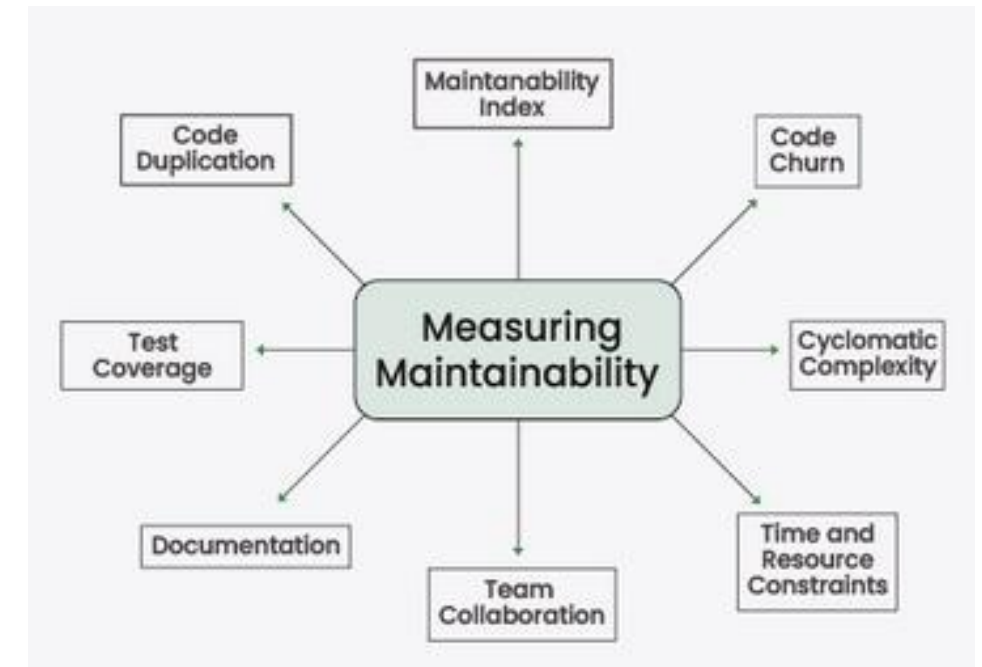 Maintanability
Index
Code
Duplication
Code
Churn
Measuring
Maintainability
Test
Coverage
Cyclomatic
Complexity
Documentation
Team
Collaboration
Time and
Resource
Constraints